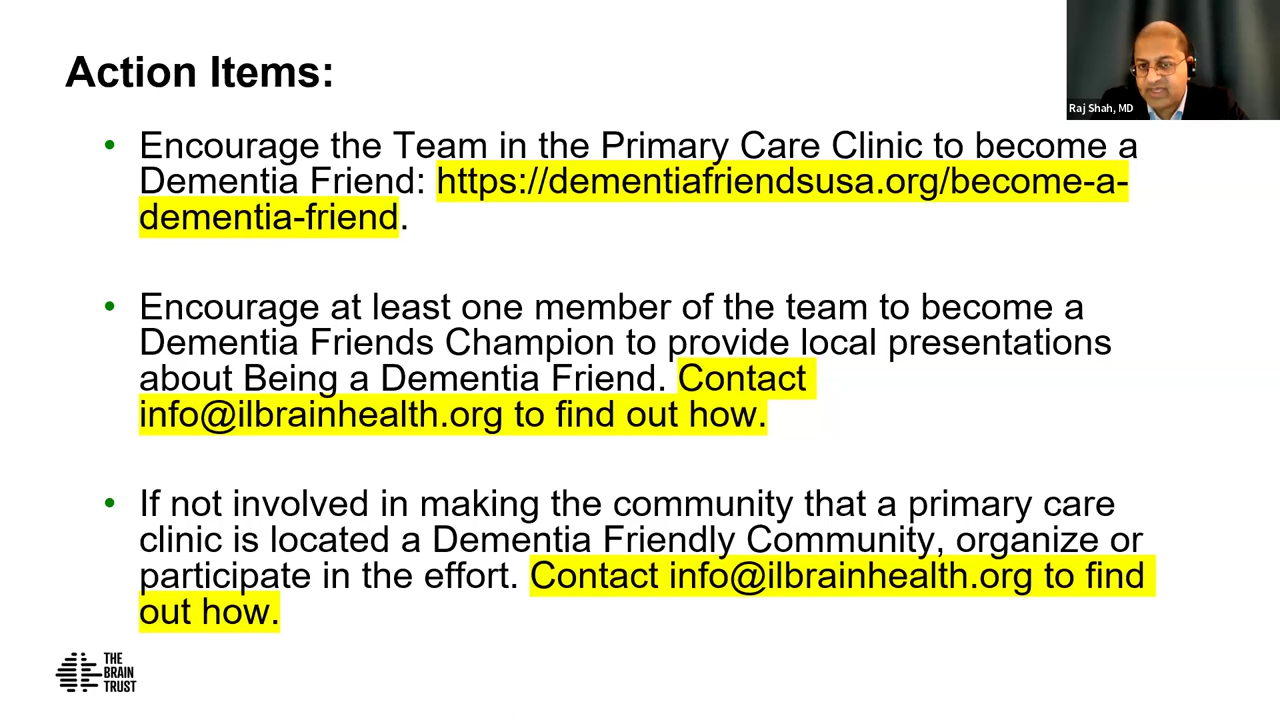 Action Items:
Raj Shah, MD
• Encourage the Team in the Primary Care Clinic to become a
Dementia Friend: https://dementiafriendsusa.org/become-a-
dementia-friend.
• Encourage at least one member of the team to become a
Dementia Friends Champion to provide local presentations
about Being a Dementia Friend. Contact
info@ilbrainhealth.org to find out how.
• If not involved in making the community that a primary care
clinic is located a Dementia Friendly Community, organize or
participate in the effort. Contact info@ilbrainhealth.org to find
out how.
THE
BRAIN
TRUST